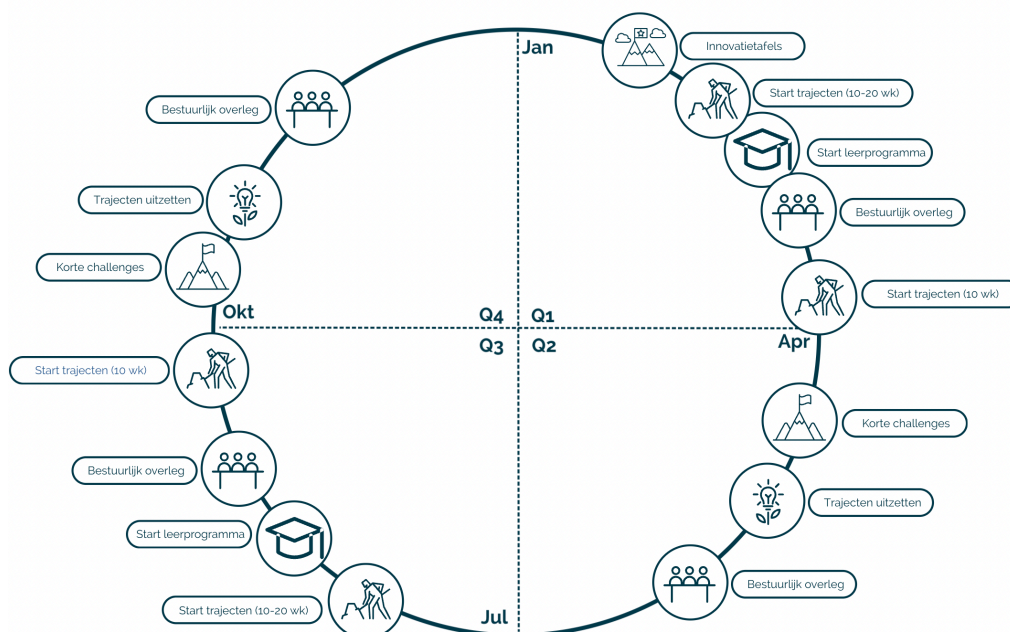 Jan
Innovatietafels
Start trajecten (10-20 wk)
Start leerprogramma
Bestuurlijk overleg
Start trajecten (10 wk)
Apr
Korte challenges
Trajecten uitzetten
Bestuurlijk overleg
Jul
Start trajecten (10-20 wk)
Start leerprogramma
Bestuurlijk overleg
Start trajecten (10 wk)
Okt
Korte challenges
Trajecten uitzetten
Bestuurlijk overleg
Q4 Q1
Q3 Q2